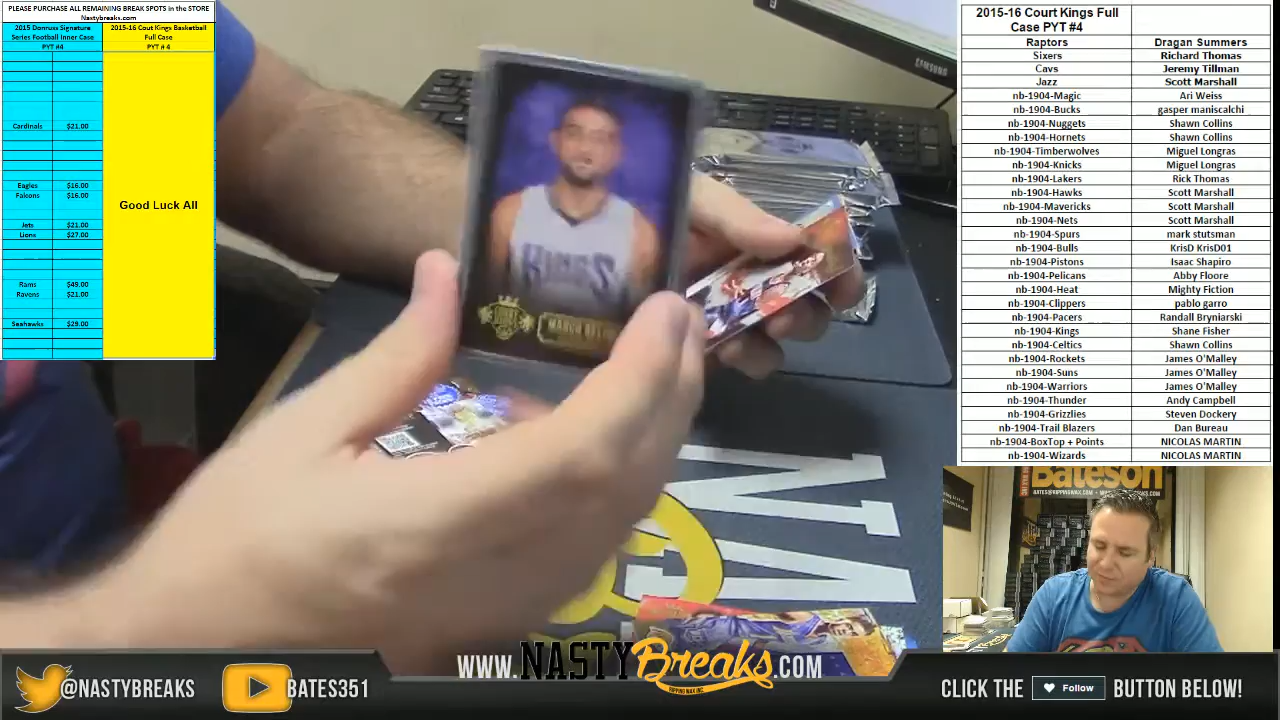 PLEASE PURCHASE ALL REMAINING BREAK SPOTS in the STORE
Nastybreaks.com
2015 Donruss Signature Series Football Inner Case
PYT #4
2015-16 Court Kings Basketball Full Case
PYT # 4
Cardinals $21.00
Eagles $16.00
Falcons $16.00
Jets $21.00
Lions $27.00
Rams $49.00
Ravens $21.00
Seahawks $29.00
Good Luck All
KINGS
SAMSUNG
2015-16 Court Kings Full
Case PYT #4
Raptors Dragan Summers
Sixers Richard Thomas
Cavs Jeremy Tillman
Jazz Scott Marshall
nb-1904-Magic Ari Weiss
nb-1904-Bucks gasper maniscalchi
nb-1904-Nuggets Shawn Collins
nb-1904-Hornets Shawn Collins
nb-1904-Timberwolves Miguel Longras
nb-1904-Knicks Miguel Longras
nb-1904-Lakers Rick Thomas
nb-1904-Hawks Scott Marshall
nb-1904-Mavericks Scott Marshall
nb-1904-Nets Scott Marshall
nb-1904-Spurs mark stutsman
nb-1904-Bulls KrisD KrisD01
nb-1904-Pistons Isaac Shapiro
nb-1904-Pelicans Abby Floore
nb-1904-Heat Mighty Fiction
nb-1904-Clippers pablo garro
nb-1904-Pacers Randall Bryniarski
nb-1904-Kings Shane Fisher
nb-1904-Celtics Shawn Collins
nb-1904-Rockets James O'Malley
nb-1904-Suns James O'Malley
nb-1904-Warriors James O'Malley
nb-1904-Thunder Andy Campbell
nb-1904-Grizzlies Steven Dockery
nb-1904-Trail Blazers Dan Bureau
nb-1904-BoxTop + Points NICOLAS MARTIN
nb-1904-Wizards NICOLAS MARTIN
Bateson
@NASTYBREAKS
BATES351
WWW.NASTYBreaks.COM
RIPPING WAX INC
CLICK THE Follow BUTTON BELOW!